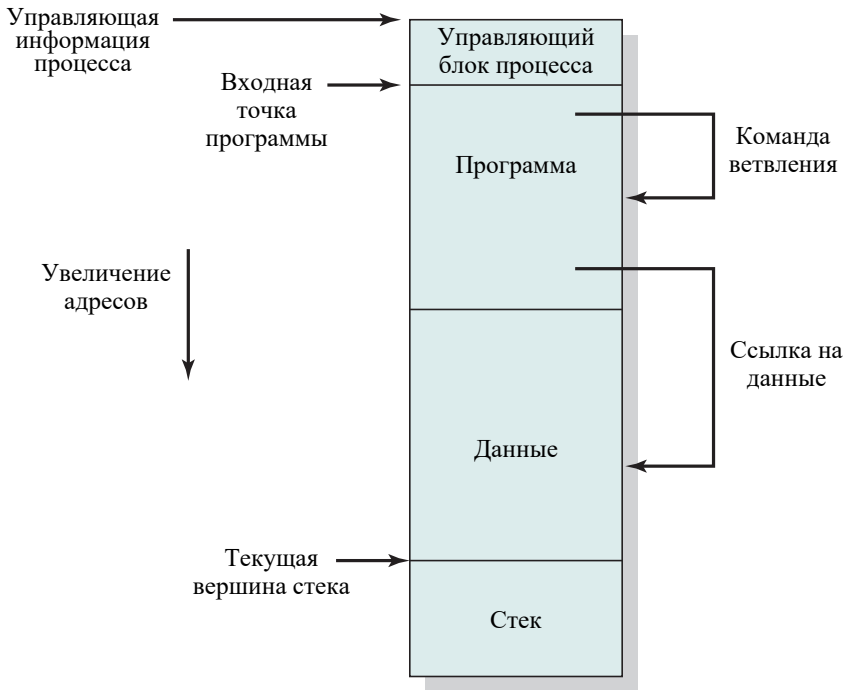 Управляющая
информация
процесса
Управляющий
блок процесса
Входная
точка
программы
Программа
Команда
ветвления
Увеличение
адресов
Ссылка на
данные
Данные
Текущая
вершина стека
Стек